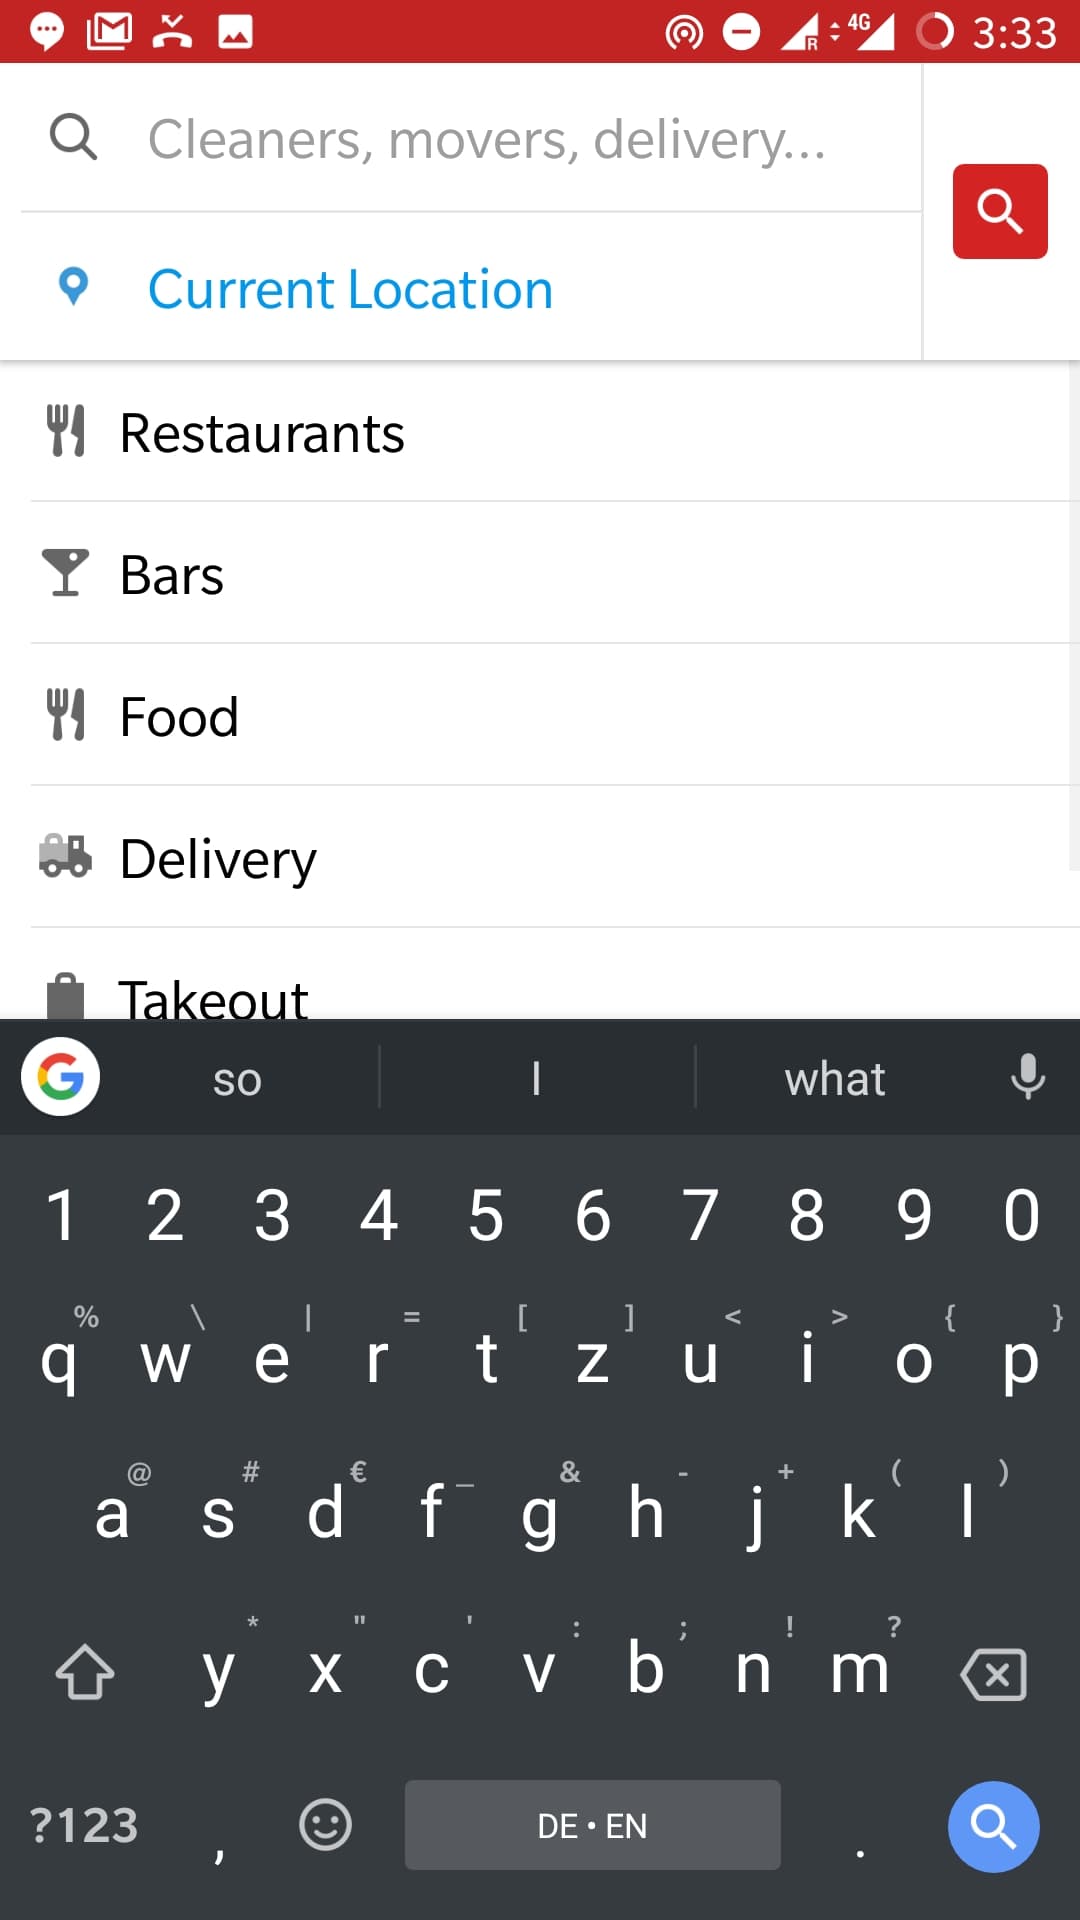 R 4G 3:33
Cleaners, movers, delivery...
Current Location
Restaurants
Bars
Food
Delivery
Takeout
so I what
1 2 3 4 5 6 7 8 9 0
% \ | = [ ] < > { }
q w e r t z u i o p
@ # € _ & - + ( )
a s d f g h j k l
* " ' : ; ! ?
y x c v b n m
?123 , DE • EN .